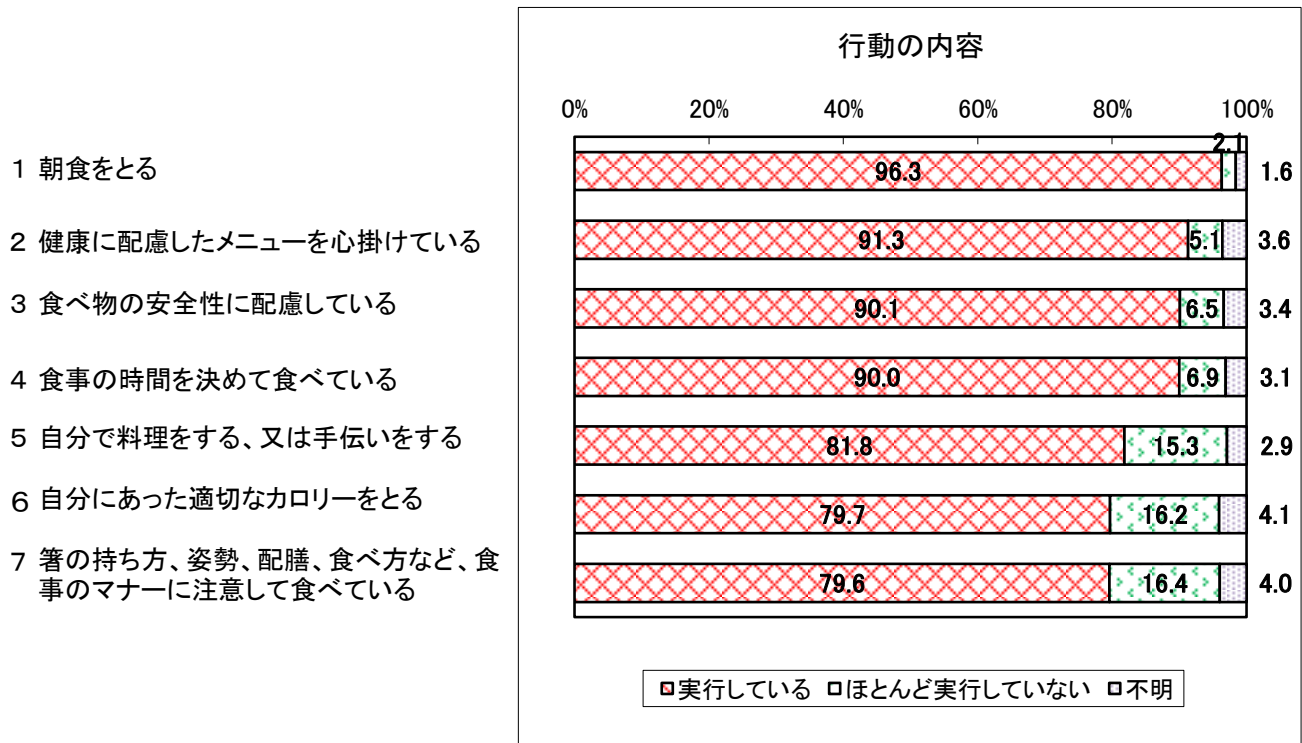 行動の内容
0% 20% 40% 60% 80% 100%
1 朝食をとる 96.3 2.1 1.6
2 健康に配慮したメニューを心掛けている 91.3 5.1 3.6
3 食べ物の安全性に配慮している 90.1 6.5 3.4
4 食事の時間を決めて食べている 90.0 6.9 3.1
5 自分で料理をする、又は手伝いをする 81.8 15.3 2.9
6 自分にあった適切なカロリーをとる 79.7 16.2 4.1
7 箸の持ち方、姿勢、配膳、食べ方など、食
事のマナーに注意して食べている 79.6 16.4 4.0
実行している ほとんど実行していない 不明